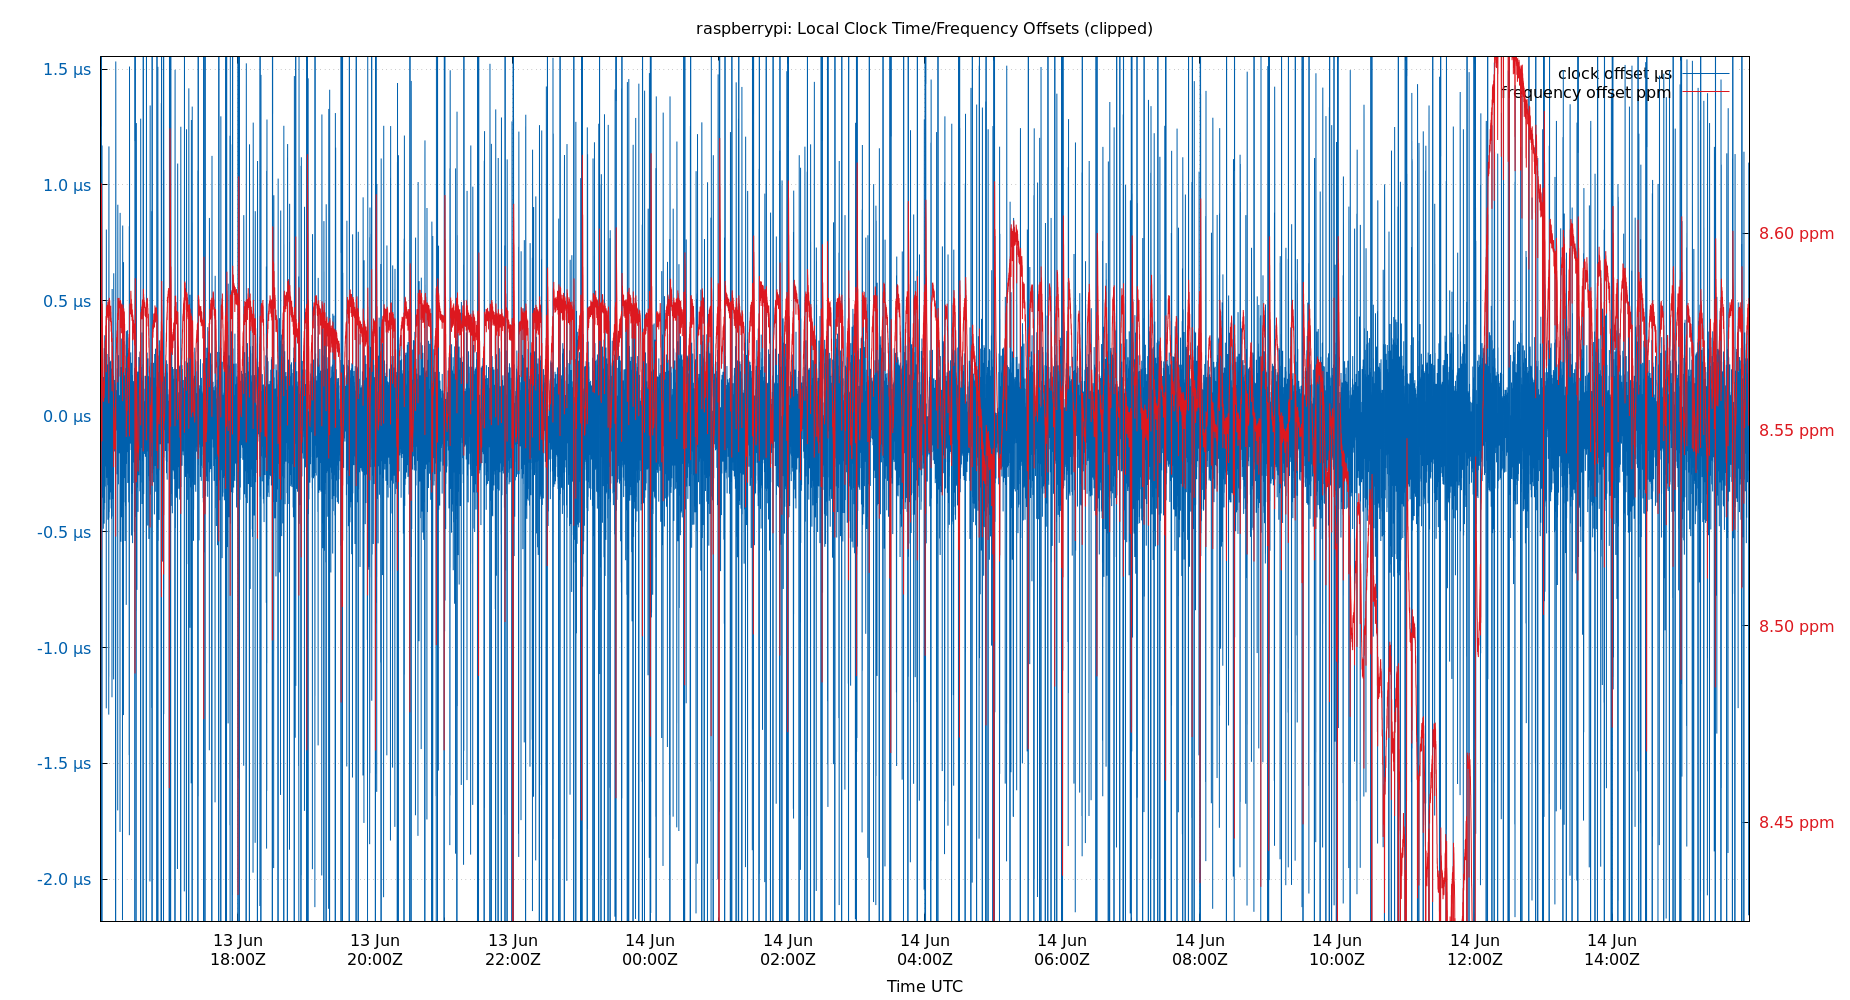 raspberrypi: Local Clock Time/Frequency Offsets (clipped)
clock offset µs
frequency offset ppm
1.5 µs
1.0 µs
0.5 µs
0.0 µs
-0.5 µs
-1.0 µs
-1.5 µs
-2.0 µs
8.60 ppm
8.55 ppm
8.50 ppm
8.45 ppm
13 Jun 13 Jun 13 Jun 14 Jun 14 Jun 14 Jun 14 Jun 14 Jun 14 Jun 14 Jun 14 Jun
18:00Z 20:00Z 22:00Z 00:00Z 02:00Z 04:00Z 06:00Z 08:00Z 10:00Z 12:00Z 14:00Z
Time UTC